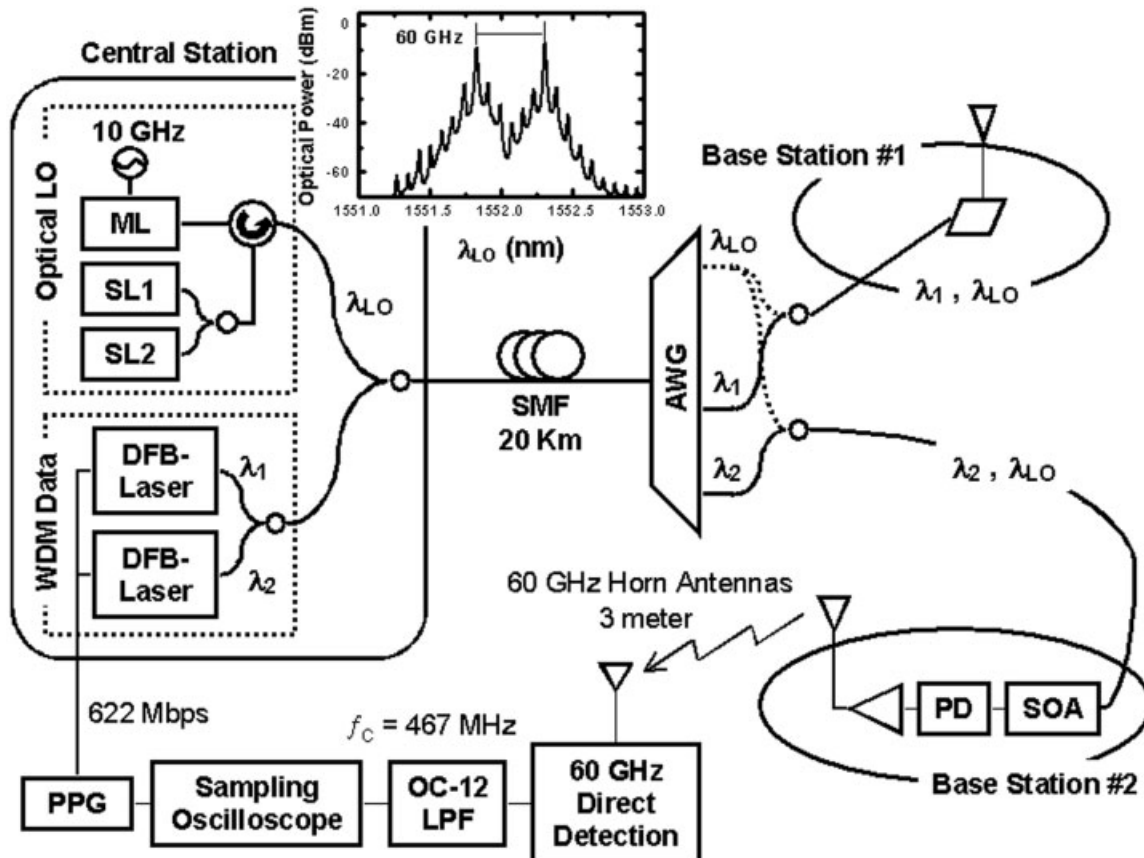 Central Station
Optical LO
10 GHz
ML
SL1
SL2
λLO
WDM Data
DFB-
Laser
λ1
DFB-
Laser
λ2
Optical Power (dBm)
0
-20
-40
-60
60 GHz
1551.0 1551.5 1552.0 1552.5 1553.0
λLO (nm)
SMF
20 Km
AWG
λLO
λ1
λ2
Base Station #1
λ1 , λLO
λ2 , λLO
60 GHz Horn Antennas
3 meter
PD
SOA
Base Station #2
622 Mbps
fC = 467 MHz
PPG
Sampling
Oscilloscope
OC-12
LPF
60 GHz
Direct
Detection